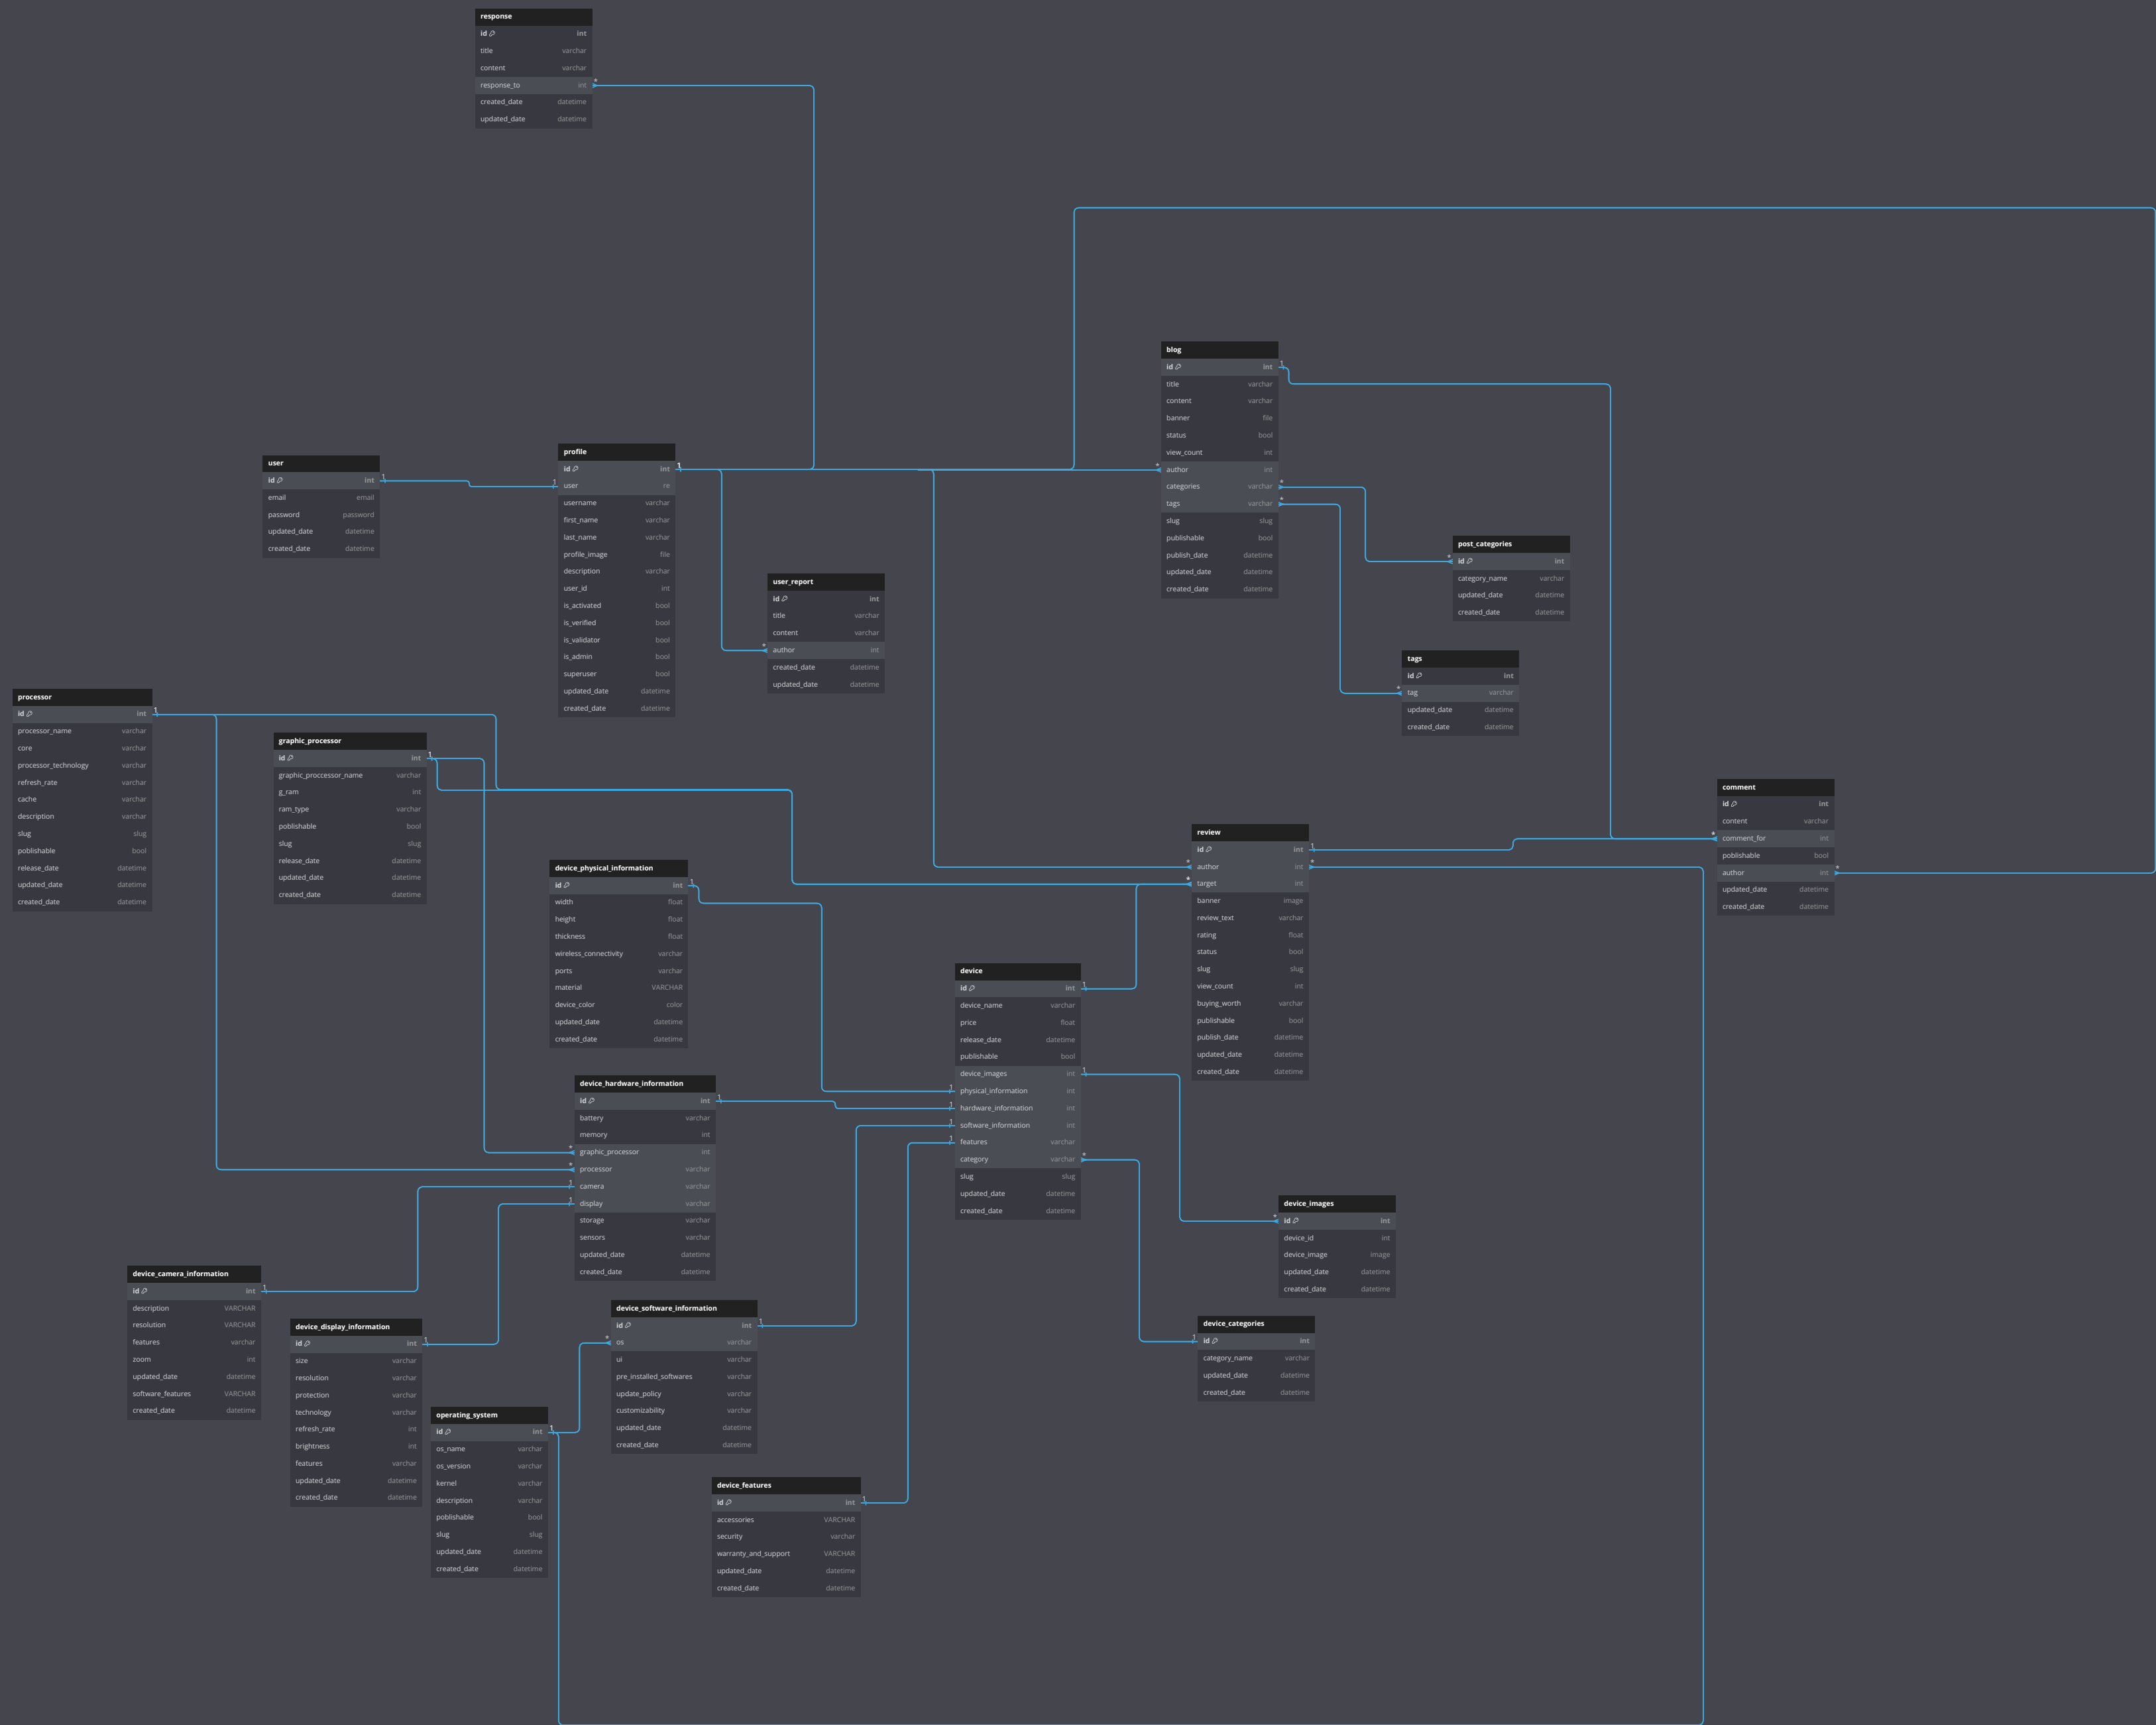 response
id int
title varchar
content varchar
response_to int
created_date datetime
updated_date datetime
blog
id int
title varchar
content varchar
banner file
status bool
view_count int
author int
categories varchar
tags varchar
slug slug
publishable bool
publish_date datetime
updated_date datetime
created_date datetime
user
id int
email email
password password
updated_date datetime
created_date datetime
profile
id int
user re
username varchar
first_name varchar
last_name varchar
profile_image file
description varchar
user_id int
is_activated bool
is_verified bool
is_validator bool
is_admin bool
superuser bool
updated_date datetime
created_date datetime
user_report
id int
title varchar
content varchar
author int
created_date datetime
updated_date datetime
post_categories
id int
category_name varchar
updated_date datetime
created_date datetime
tags
id int
tag varchar
updated_date datetime
created_date datetime
processor
id int
processor_name varchar
core varchar
processor_technology varchar
refresh_rate varchar
cache varchar
description varchar
slug slug
poblishable bool
release_date datetime
updated_date datetime
created_date datetime
graphic_processor
id int
graphic_proccessor_name varchar
g_ram int
ram_type varchar
poblishable bool
slug slug
release_date datetime
updated_date datetime
created_date datetime
comment
id int
content varchar
comment_for int
poblishable bool
author int
updated_date datetime
created_date datetime
review
id int
author int
target int
banner image
review_text varchar
rating float
status bool
slug slug
view_count int
buying_worth varchar
publishable bool
publish_date datetime
updated_date datetime
created_date datetime
device_physical_information
id int
width float
height float
thickness float
wireless_connectivity varchar
ports varchar
material VARCHAR
device_color color
updated_date datetime
created_date datetime
device
id int
device_name varchar
price float
release_date datetime
publishable bool
device_images int
physical_information int
hardware_information int
software_information int
features varchar
category varchar
slug slug
updated_date datetime
created_date datetime
device_hardware_information
id int
battery varchar
memory int
graphic_processor int
processor varchar
camera varchar
display varchar
storage varchar
sensors varchar
updated_date datetime
created_date datetime
device_images
id int
device_id int
device_image image
updated_date datetime
created_date datetime
device_camera_information
id int
description VARCHAR
resolution VARCHAR
features varchar
zoom int
updated_date datetime
software_features VARCHAR
created_date datetime
device_display_information
id int
size varchar
resolution varchar
protection varchar
technology varchar
refresh_rate int
brightness int
features varchar
updated_date datetime
created_date datetime
device_software_information
id int
os varchar
ui varchar
pre_installed_softwares varchar
update_policy varchar
customizability varchar
updated_date datetime
created_date datetime
device_categories
id int
category_name varchar
updated_date datetime
created_date datetime
operating_system
id int
os_name varchar
os_version varchar
kernel varchar
description varchar
poblishable bool
slug slug
updated_date datetime
created_date datetime
device_features
id int
accessories VARCHAR
security varchar
warranty_and_support VARCHAR
updated_date datetime
created_date datetime